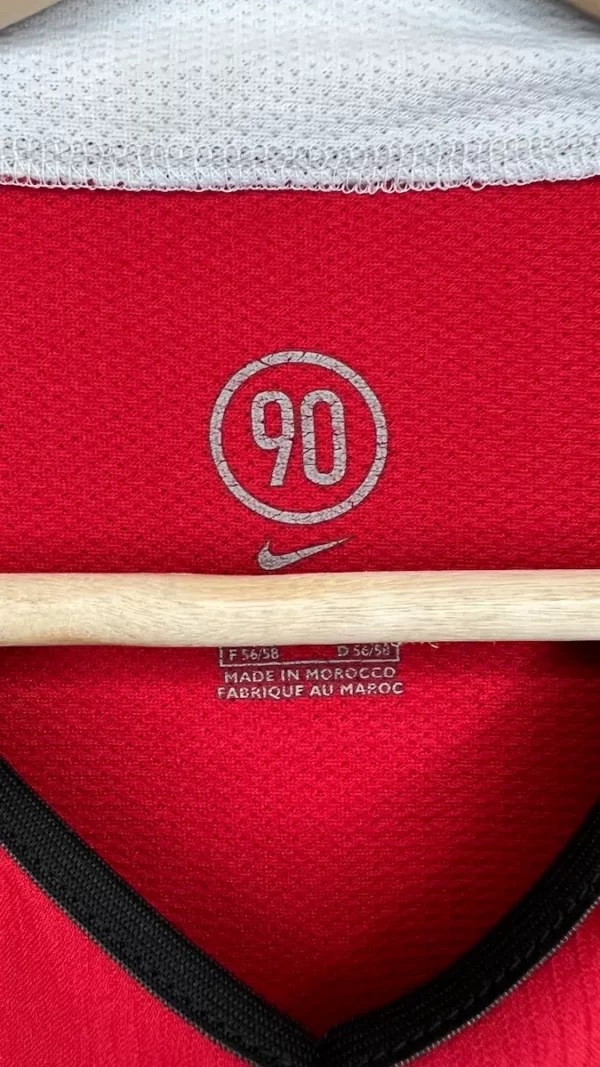 90
F 56/58 D 56/58
MADE IN MOROCCO
FABRIQUE AU MAROC